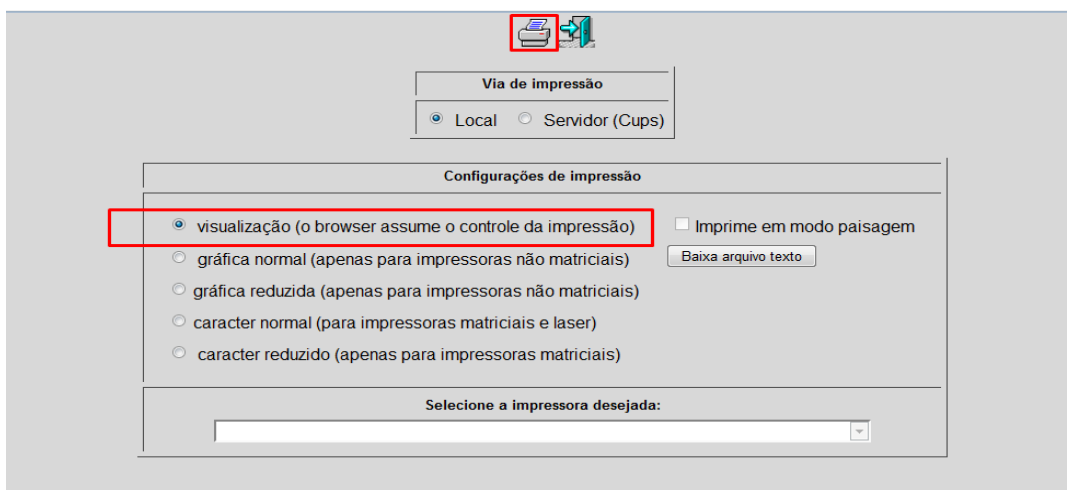 Via de impressão
Local Servidor (Cups)
Configurações de impressão
visualização (o browser assume o controle da impressão) Imprime em modo paisagem
gráfica normal (apenas para impressoras não matriciais) Baixa arquivo texto
gráfica reduzida (apenas para impressoras não matriciais)
caracter normal (para impressoras matriciais e laser)
caracter reduzido (apenas para impressoras matriciais)
Selecione a impressora desejada: